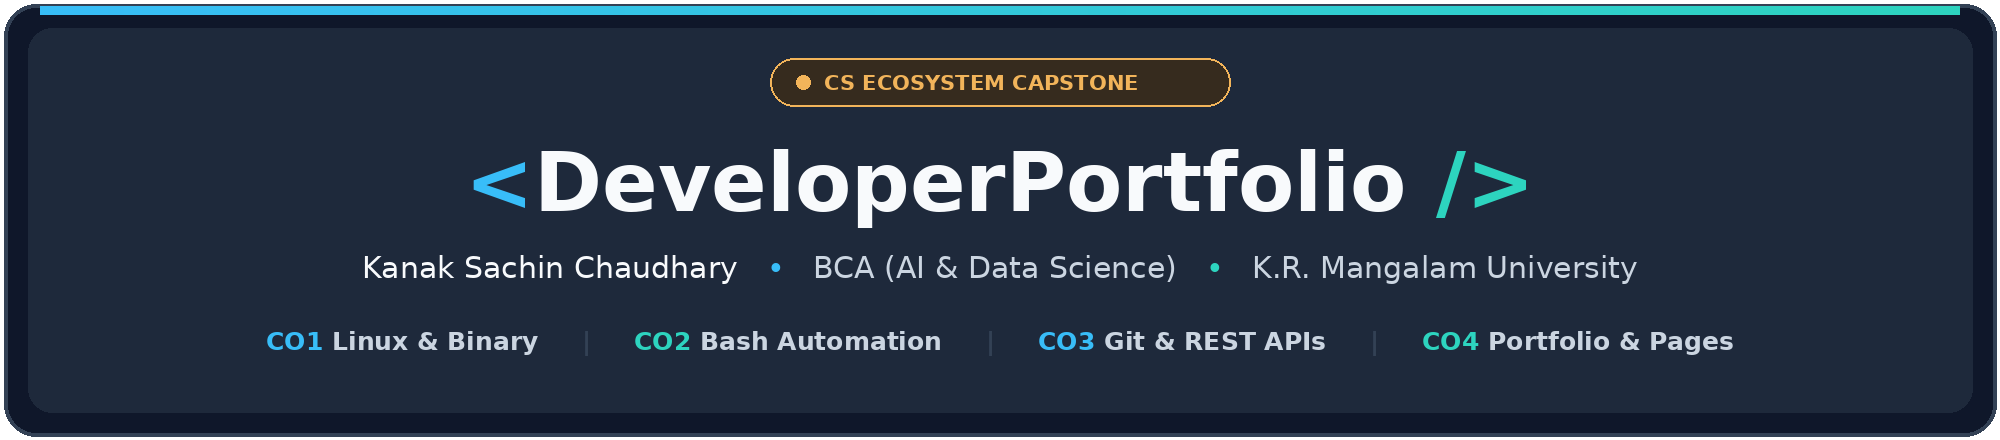 CS ECOSYSTEM CAPSTONE
<DeveloperPortfolio />
Kanak Sachin Chaudhary • BCA (AI & Data Science) • K.R. Mangalam University
CO1 Linux & Binary | CO2 Bash Automation | CO3 Git & REST APIs | CO4 Portfolio & Pages